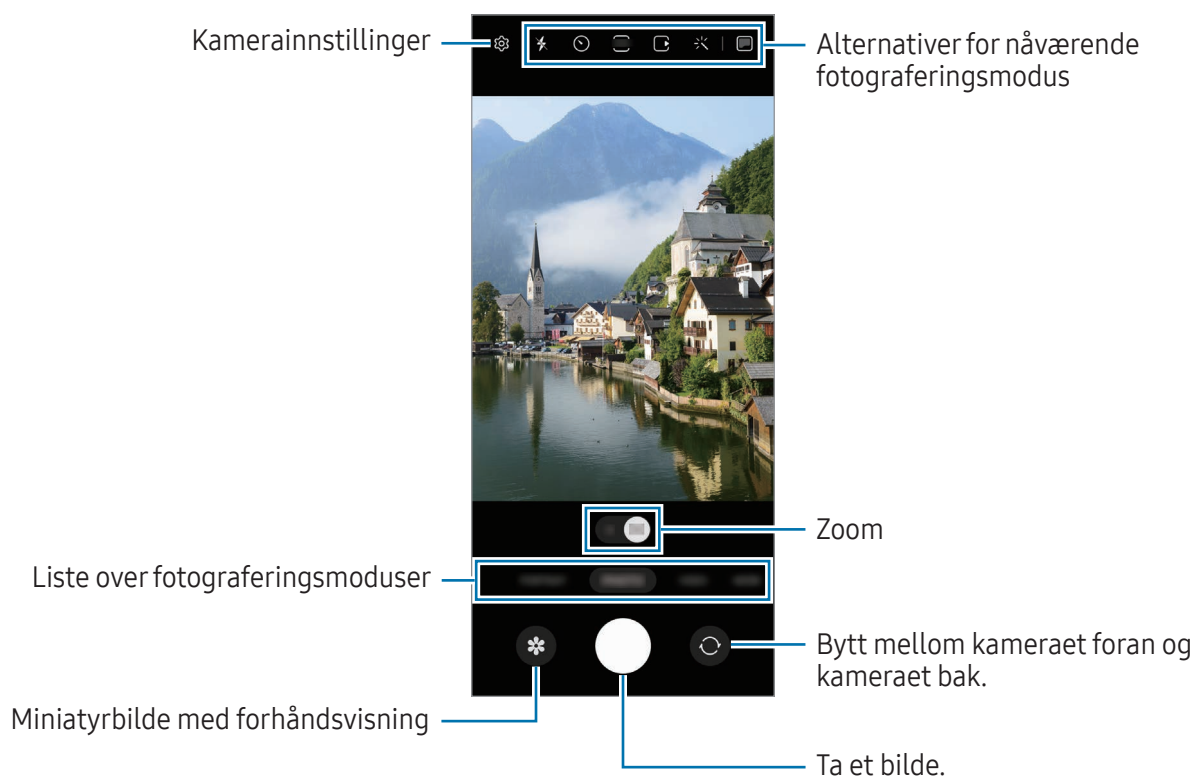 Kamerainnstillinger
Alternativer for nåværende
fotograferingsmodus
Zoom
Liste over fotograferingsmoduser
Bytt mellom kameraet foran og
kameraet bak.
Miniatyrbilde med forhåndsvisning
Ta et bilde.